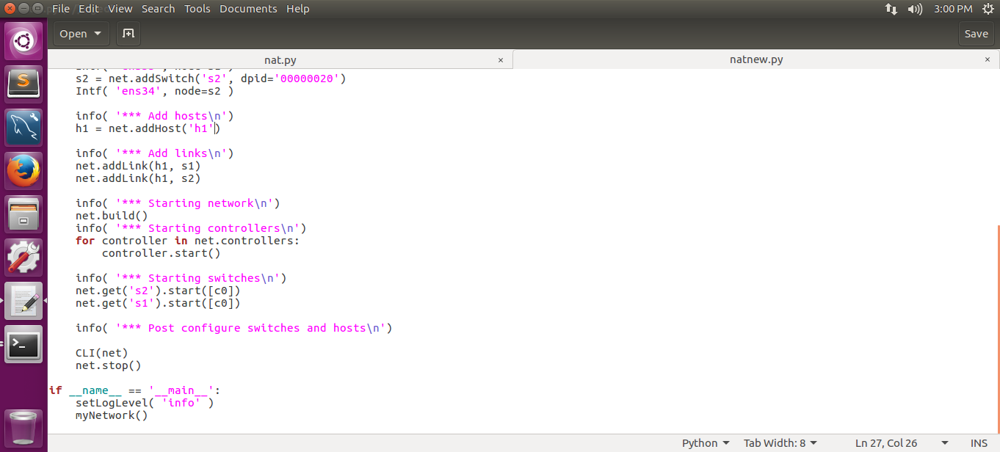 File Edit View Search Tools Documents Help 3:00 PM
Open Save
nat.py × natnew.py ×
s2 = net.addSwitch('s2', dpid='00000020')
Intf( 'ens34', node=s2 )
info( '*** Add hosts\n')
h1 = net.addHost('h1')
info( '*** Add links\n')
net.addLink(h1, s1)
net.addLink(h1, s2)
info( '*** Starting network\n')
net.build()
info( '*** Starting controllers\n')
for controller in net.controllers:
controller.start()
info( '*** Starting switches\n')
net.get('s2').start([c0])
net.get('s1').start([c0])
info( '*** Post configure switches and hosts\n')
CLI(net)
net.stop()
if __name__ == '__main__':
setLogLevel( 'info' )
myNetwork()
Python Tab Width: 8 Ln 27, Col 26 INS